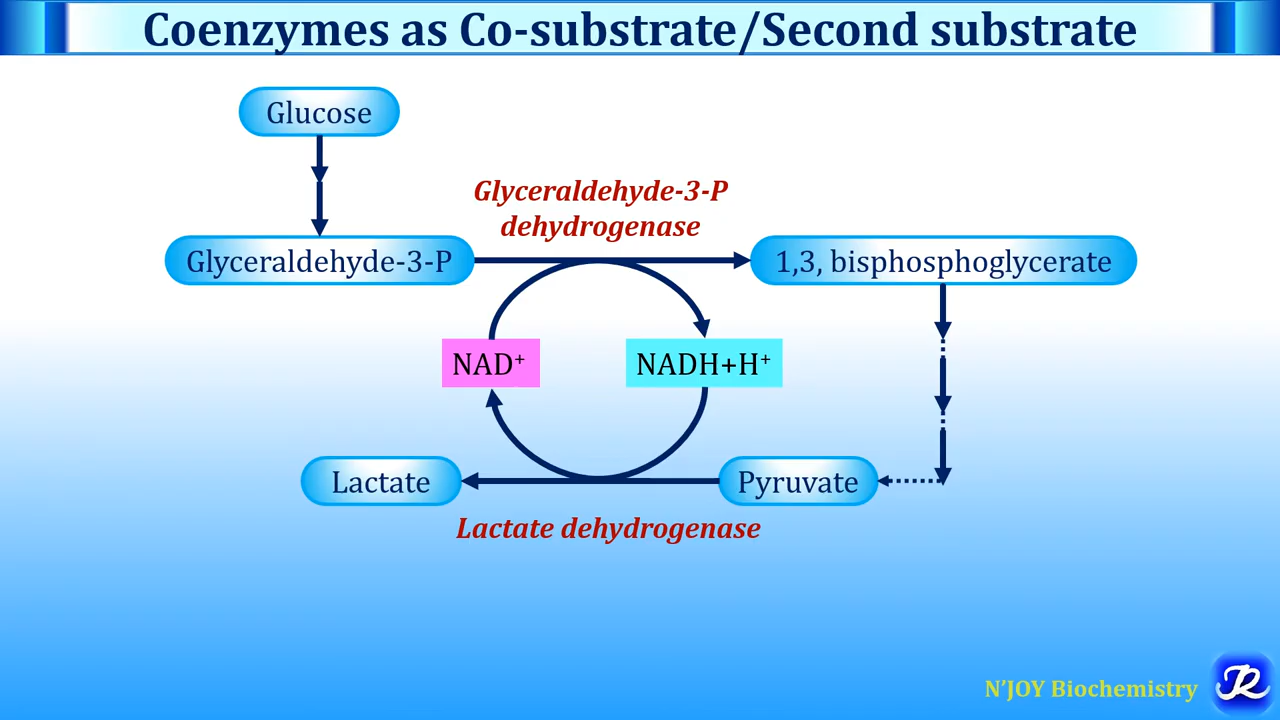 Coenzymes as Co-substrate/Second substrate
Glucose
Glyceraldehyde-3-P
dehydrogenase
Glyceraldehyde-3-P
1,3, bisphosphoglycerate
NAD⁺
NADH+H⁺
Lactate
Pyruvate
Lactate dehydrogenase
N'JOY Biochemistry